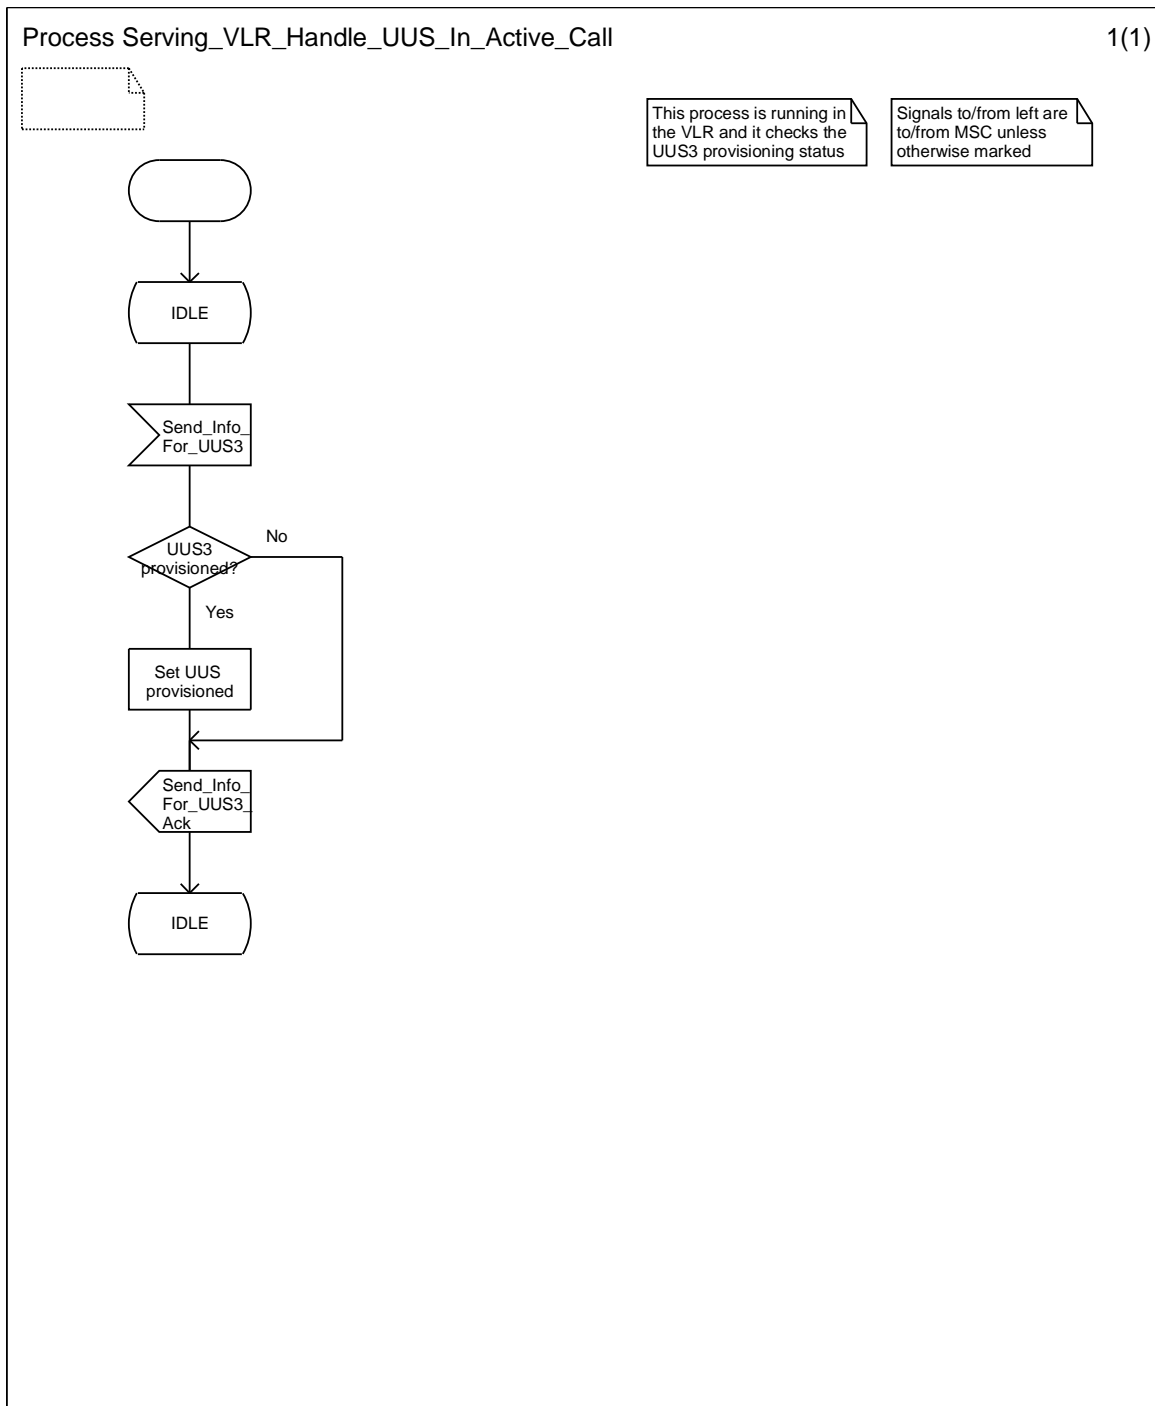 Process Serving_VLR_Handle_UUS_In_Active_Call
1(1)
This process is running in
the VLR and it checks the
UUS3 provisioning status
Signals to/from left are
to/from MSC unless
otherwise marked
IDLE
Send_Info_
For_UUS3
UUS3
provisioned?
No
Yes
Set UUS
provisioned
Send_Info_
For_UUS3_
Ack
IDLE